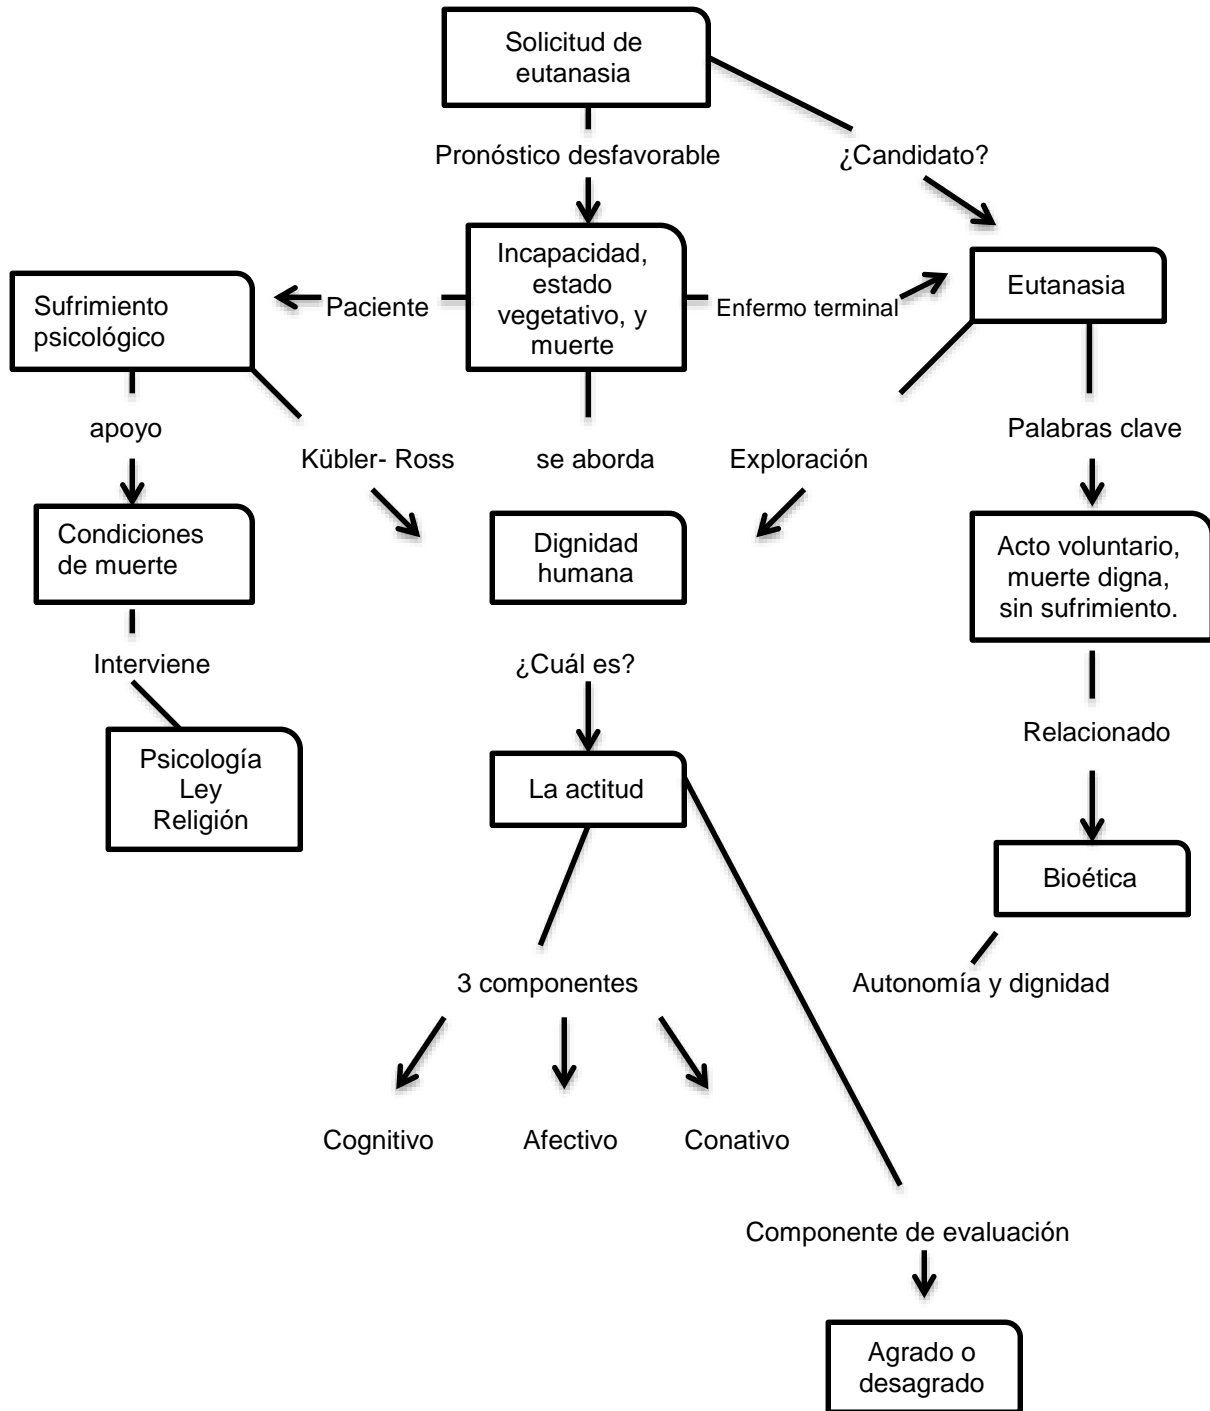 Solicitud de
eutanasia
Pronóstico desfavorable
¿Candidato?
Incapacidad,
estado
vegetativo, y
muerte
Sufrimiento
psicológico
Paciente
Enfermo terminal
Eutanasia
apoyo
Kübler- Ross
se aborda
Exploración
Palabras clave
Condiciones
de muerte
Dignidad
humana
Acto voluntario,
muerte digna,
sin sufrimiento.
Interviene
¿Cuál es?
Relacionado
Psicología
Ley
Religión
La actitud
Bioética
3 componentes
Autonomía y dignidad
Cognitivo
Afectivo
Conativo
Componente de evaluación
Agrado o
desagrado